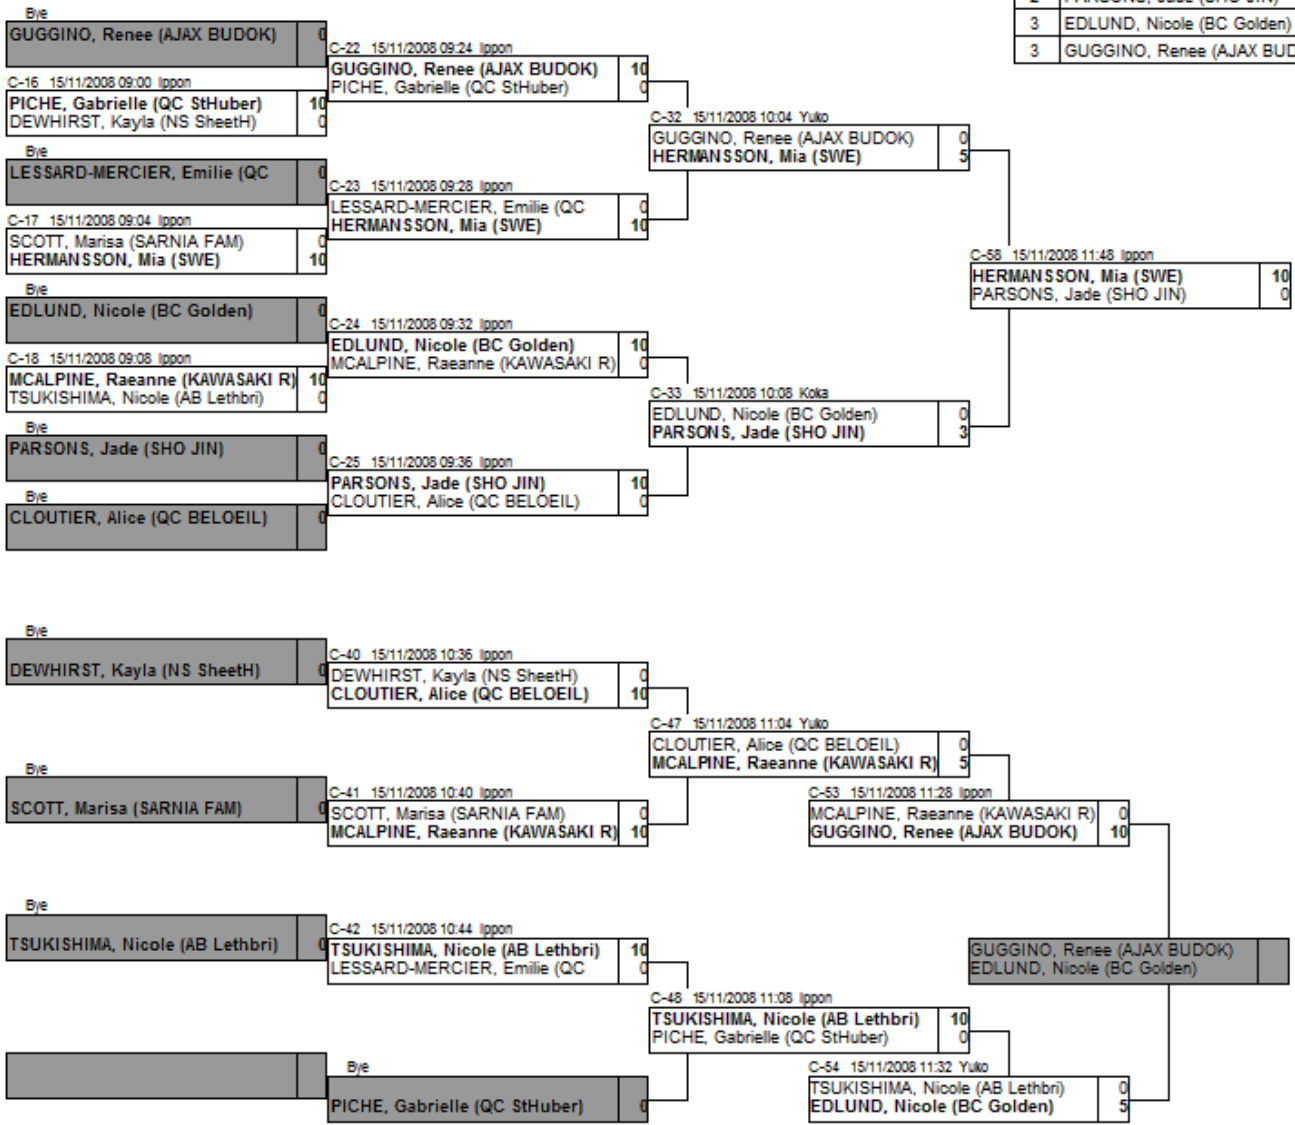 2 PARSONS, Jade (SHO JIN)
3 EDLUND, Nicole (BC Golden)
3 GUGGINO, Renee (AJAX BUD
Bye
GUGGINO, Renee (AJAX BUDOK) 0
C-16 15/11/2008 09:00 Ippon
PICHE, Gabrielle (QC StHuber) 10
DEWHIRST, Kayla (NS SheetH) 0
Bye
LESSARD-MERCIER, Emilie (QC 0
C-17 15/11/2008 09:04 Ippon
SCOTT, Marisa (SARNIA FAM) 0
HERMANSSON, Mia (SWE) 10
Bye
EDLUND, Nicole (BC Golden) 0
C-18 15/11/2008 09:08 Ippon
MCALPINE, Raeanne (KAWASAKI R) 10
TSUKISHIMA, Nicole (AB Lethbri) 0
Bye
PARSONS, Jade (SHO JIN) 0
Bye
CLOUTIER, Alice (QC BELOEIL) 0
C-22 15/11/2008 09:24 Ippon
GUGGINO, Renee (AJAX BUDOK) 10
PICHE, Gabrielle (QC StHuber) 0
C-23 15/11/2008 09:28 Ippon
LESSARD-MERCIER, Emilie (QC 0
HERMANSSON, Mia (SWE) 10
C-24 15/11/2008 09:32 Ippon
EDLUND, Nicole (BC Golden) 10
MCALPINE, Raeanne (KAWASAKI R) 0
C-25 15/11/2008 09:36 Ippon
PARSONS, Jade (SHO JIN) 10
CLOUTIER, Alice (QC BELOEIL) 0
C-32 15/11/2008 10:04 Yuko
GUGGINO, Renee (AJAX BUDOK) 0
HERMANSSON, Mia (SWE) 5
C-33 15/11/2008 10:08 Koka
EDLUND, Nicole (BC Golden) 0
PARSONS, Jade (SHO JIN) 3
C-58 15/11/2008 11:48 Ippon
HERMANSSON, Mia (SWE) 10
PARSONS, Jade (SHO JIN) 0
Bye
DEWHIRST, Kayla (NS SheetH) 0
Bye
SCOTT, Marisa (SARNIA FAM) 0
Bye
TSUKISHIMA, Nicole (AB Lethbri) 0
C-40 15/11/2008 10:36 Ippon
DEWHIRST, Kayla (NS SheetH) 0
CLOUTIER, Alice (QC BELOEIL) 10
C-41 15/11/2008 10:40 Ippon
SCOTT, Marisa (SARNIA FAM) 0
MCALPINE, Raeanne (KAWASAKI R) 10
C-42 15/11/2008 10:44 Ippon
TSUKISHIMA, Nicole (AB Lethbri) 10
LESSARD-MERCIER, Emilie (QC 0
Bye
PICHE, Gabrielle (QC StHuber) 0
C-47 15/11/2008 11:04 Yuko
CLOUTIER, Alice (QC BELOEIL) 0
MCALPINE, Raeanne (KAWASAKI R) 5
C-48 15/11/2008 11:08 Ippon
TSUKISHIMA, Nicole (AB Lethbri) 10
PICHE, Gabrielle (QC StHuber) 0
C-53 15/11/2008 11:28 Ippon
MCALPINE, Raeanne (KAWASAKI R) 0
GUGGINO, Renee (AJAX BUDOK) 10
C-54 15/11/2008 11:32 Yuko
TSUKISHIMA, Nicole (AB Lethbri) 0
EDLUND, Nicole (BC Golden) 5
GUGGINO, Renee (AJAX BUDOK)
EDLUND, Nicole (BC Golden)